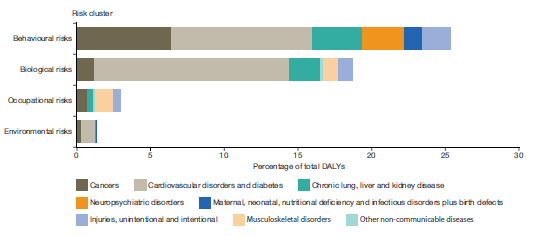 Risk cluster
Behavioural risks
Biological risks
Occupational risks
Environmental risks
0 5 10 15 20 25 30
Percentage of total DALYs
Cancers Cardiovascular disorders and diabetes Chronic lung, liver and kidney disease
Neuropsychiatric disorders Maternal, neonatal, nutritional deficiency and infectious disorders plus birth defects
Injuries, unintentional and intentional Musculoskeletal disorders Other non-communicable diseases